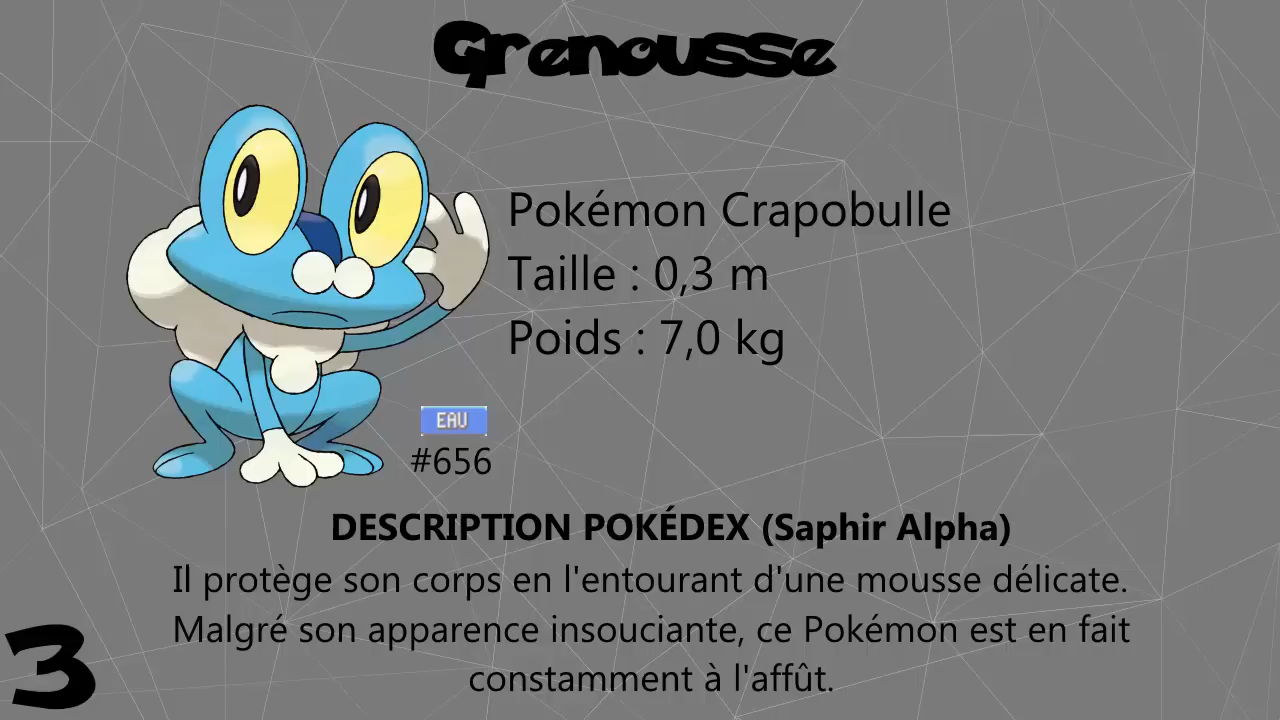 Grenousse
Pokémon Crapobulle
Taille : 0,3 m
Poids : 7,0 kg
EAU
#656
DESCRIPTION POKÉDEX (Saphir Alpha)
Il protège son corps en l'entourant d'une mousse délicate.
Malgré son apparence insouciante, ce Pokémon est en fait
constamment à l'affût.
3